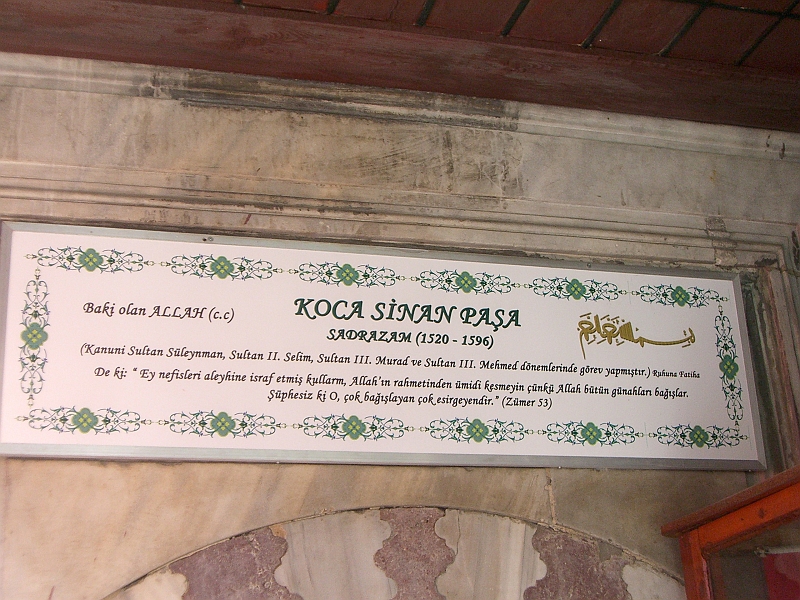 Baki olan ALLAH (c.c)
KOCA SİNAN PAŞA
SADRAZAM (1520 - 1596)
(Kanuni Sultan Süleynman, Sultan II. Selim, Sultan III. Murad ve Sultan III. Mehmed dönemlerinde görev yapmıştır.) Ruhuna Fatiha
De ki: “ Ey nefisleri aleyhine israf etmiş kullarm, Allah'ın rahmetinden ümidi kesmeyin çünkü Allah bütün günahları bağışlar.
Şüphesiz ki O, çok bağışlayan çok esirgeyendir.” (Zümer 53)